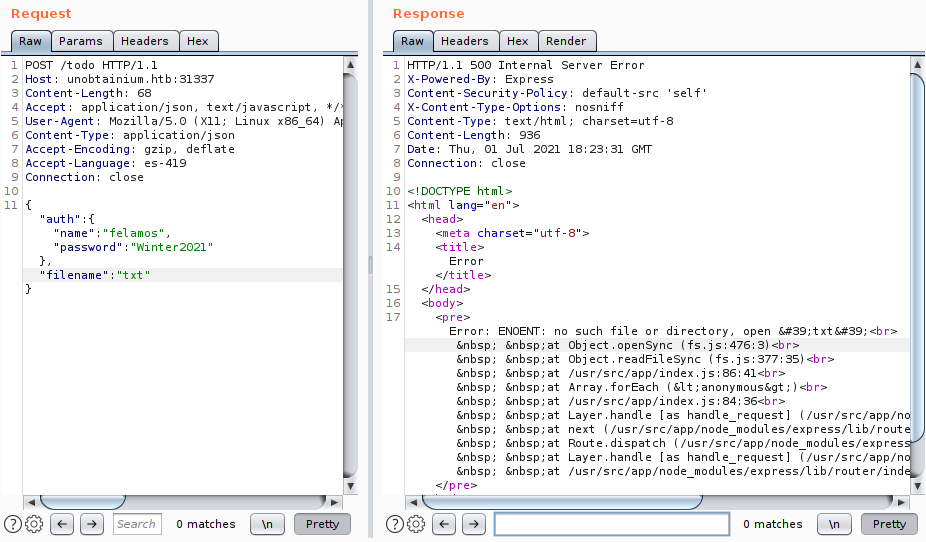 Request
Raw Params Headers Hex
1 POST /todo HTTP/1.1
2 Host: unobtainium.htb:31337
3 Content-Length: 68
4 Accept: application/json, text/javascript, */*
5 User-Agent: Mozilla/5.0 (X11; Linux x86_64) Ap
6 Content-Type: application/json
7 Accept-Encoding: gzip, deflate
8 Accept-Language: es-419
9 Connection: close
10
11 {
"auth":{
"name":"felamos",
"password":"Winter2021"
},
"filename":"txt"
}
Search 0 matches \n Pretty
Response
Raw Headers Hex Render
1 HTTP/1.1 500 Internal Server Error
2 X-Powered-By: Express
3 Content-Security-Policy: default-src 'self'
4 X-Content-Type-Options: nosniff
5 Content-Type: text/html; charset=utf-8
6 Content-Length: 936
7 Date: Thu, 01 Jul 2021 18:23:31 GMT
8 Connection: close
9
10 <!DOCTYPE html>
11 <html lang="en">
12 <head>
13 <meta charset="utf-8">
14 <title>
Error
</title>
15 </head>
16 <body>
17 <pre>
Error: ENOENT: no such file or directory, open &#39;txt&#39;<br>
&nbsp; &nbsp;at Object.openSync (fs.js:476:3)<br>
&nbsp; &nbsp;at Object.readFileSync (fs.js:377:35)<br>
&nbsp; &nbsp;at /usr/src/app/index.js:86:41<br>
&nbsp; &nbsp;at Array.forEach (&lt;anonymous&gt;)<br>
&nbsp; &nbsp;at /usr/src/app/index.js:84:36<br>
&nbsp; &nbsp;at Layer.handle [as handle_request] (/usr/src/app/no
&nbsp; &nbsp;at next (/usr/src/app/node_modules/express/lib/route
&nbsp; &nbsp;at Route.dispatch (/usr/src/app/node_modules/express
&nbsp; &nbsp;at Layer.handle [as handle_request] (/usr/src/app/no
&nbsp; &nbsp;at /usr/src/app/node_modules/express/lib/router/inde
</pre>
0 matches \n Pretty